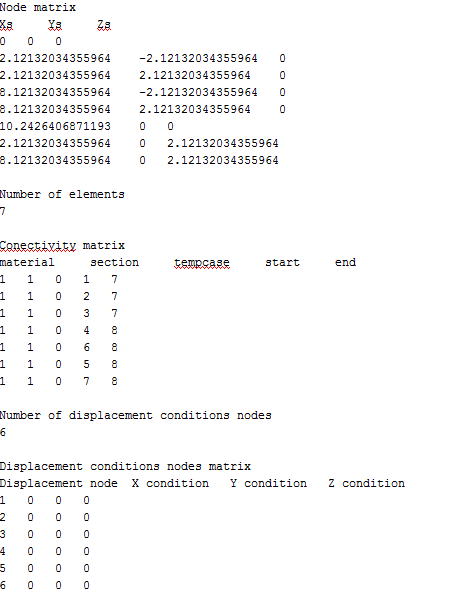 Node matrix
Xs Ys Zs
0 0 0
2.12132034355964 -2.12132034355964 0
2.12132034355964 2.12132034355964 0
8.12132034355964 -2.12132034355964 0
8.12132034355964 2.12132034355964 0
10.2426406871193 0 0
2.12132034355964 0 2.12132034355964
8.12132034355964 0 2.12132034355964
Number of elements
7
Conectivity matrix
material section tempcase start end
1 1 0 1 7
1 1 0 2 7
1 1 0 3 7
1 1 0 4 8
1 1 0 6 8
1 1 0 5 8
1 1 0 7 8
Number of displacement conditions nodes
6
Displacement conditions nodes matrix
Displacement node X condition Y condition Z condition
1 0 0 0
2 0 0 0
3 0 0 0
4 0 0 0
5 0 0 0
6 0 0 0